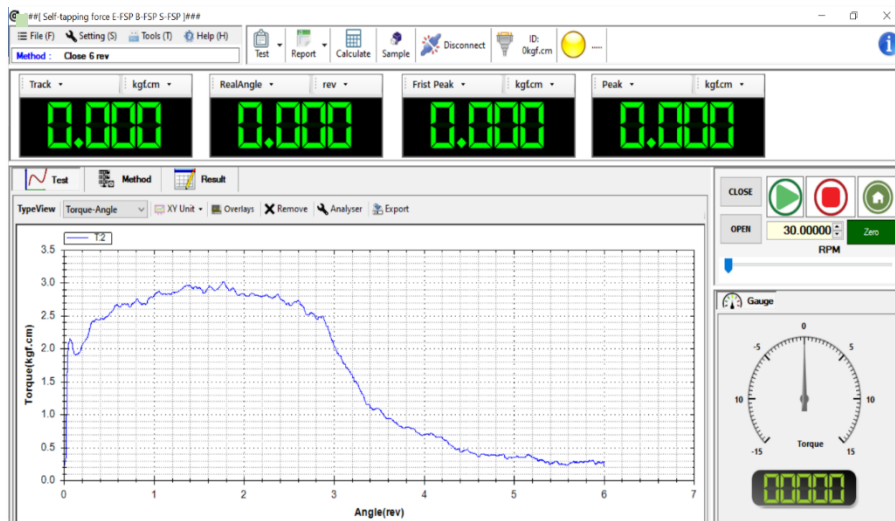 ###[ Self-tapping force E-FSP B-FSP S-FSP ]###
File (F) Setting (S) Tools (T) Help (H)
Method : Close 6 rev
Test Report Calculate Sample Disconnect
ID:
0kgf.cm
.....
Track kgf.cm RealAngle rev Frist Peak kgf.cm Peak kgf.cm
0.000 0.000 0.000 0.000
Test Method Result
TypeView Torque-Angle XY Unit Overlays Remove Analyser Export
T2
3.5
3.0
2.5
2.0
1.5
1.0
0.5
0.0
Torque(kgf.cm)
0 1 2 3 4 5 6 7
Angle(rev)
CLOSE
OPEN 30.00000 Zero
RPM
Gauge
0
-5 5
10 10
-15 15
Torque
00000